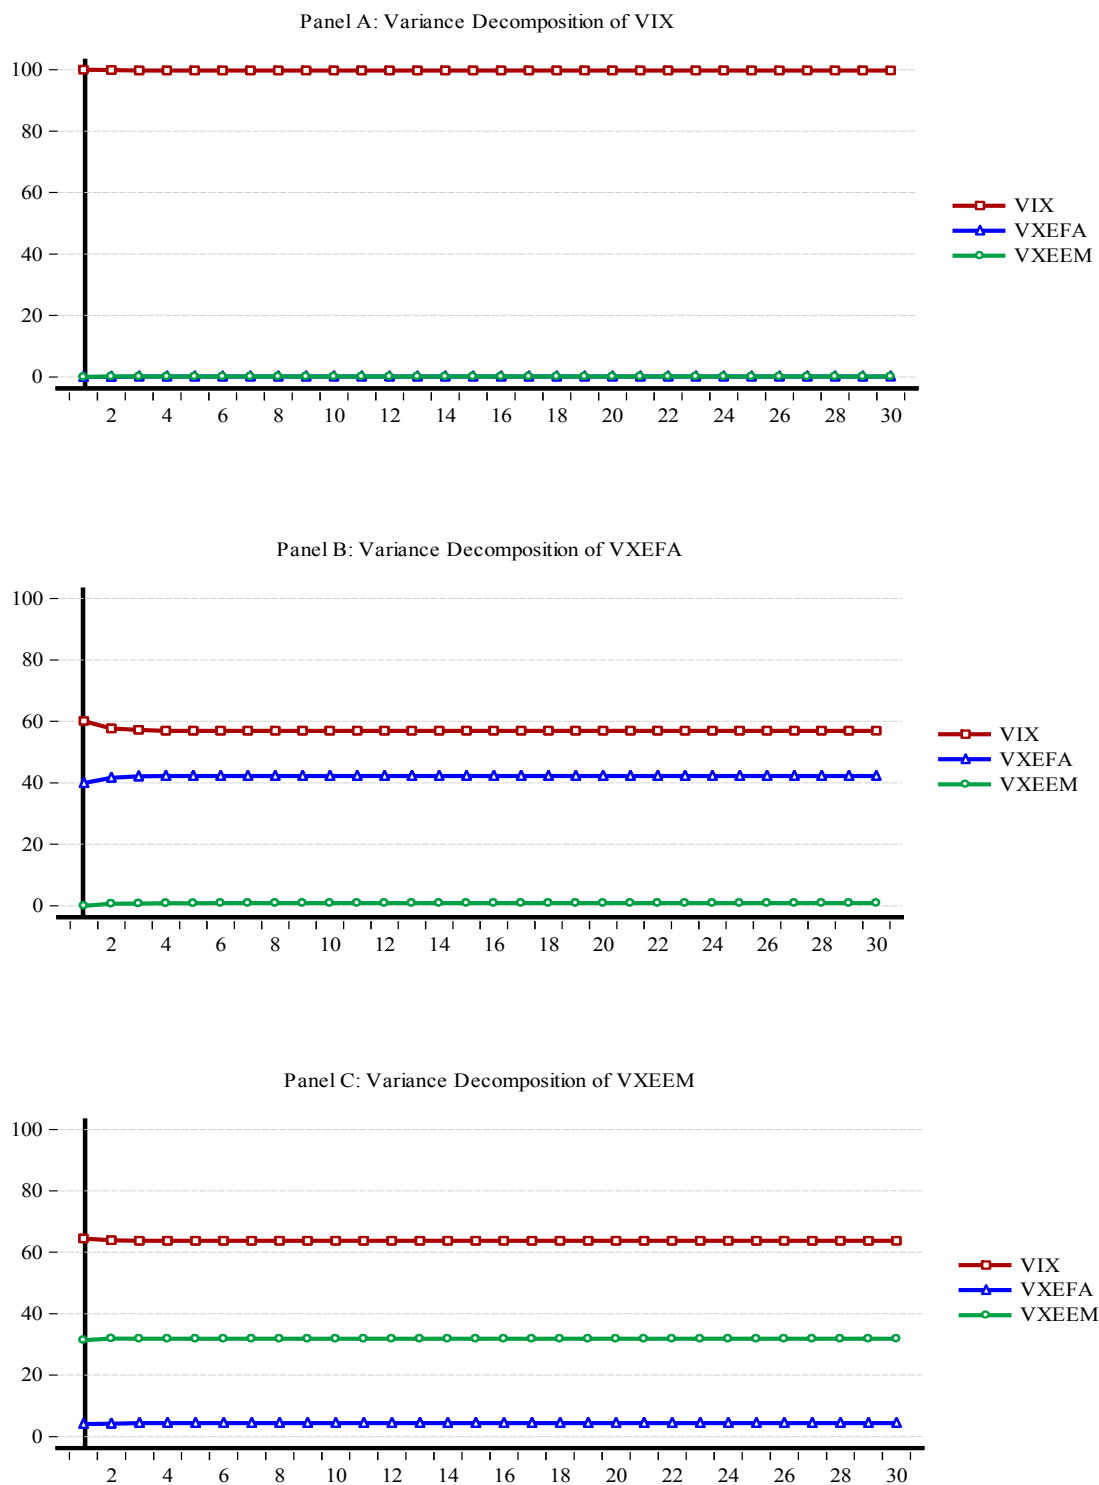 Panel A: Variance Decomposition of VIX
100
80
60
40
20
0
2 4 6 8 10 12 14 16 18 20 22 24 26 28 30
VIX
VXEFA
VXEEM
Panel B: Variance Decomposition of VXEFA
100
80
60
40
20
0
2 4 6 8 10 12 14 16 18 20 22 24 26 28 30
VIX
VXEFA
VXEEM
Panel C: Variance Decomposition of VXEEM
100
80
60
40
20
0
2 4 6 8 10 12 14 16 18 20 22 24 26 28 30
VIX
VXEFA
VXEEM